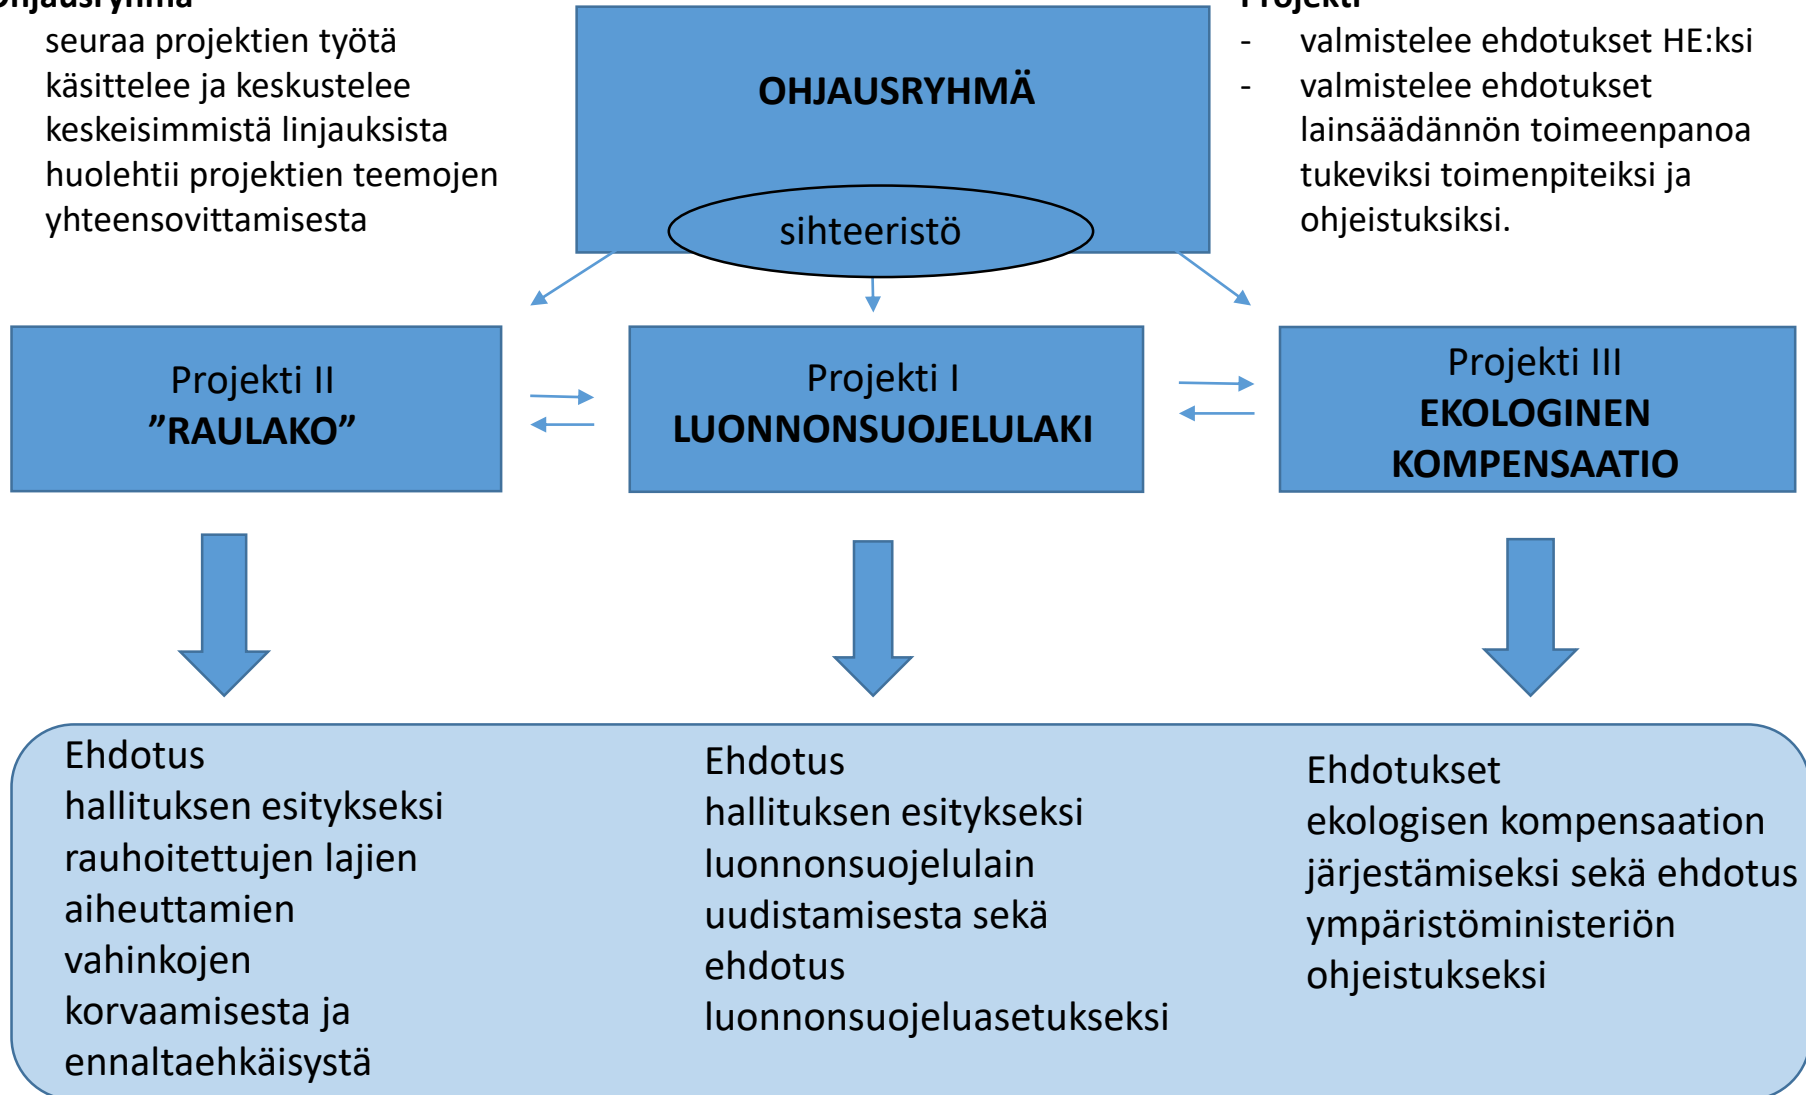 Ohjausryhmä
seuraa projektien työtä
käsittelee ja keskustelee
keskeisimmistä linjauksista
huolehtii projektien teemojen
yhteensovittamisesta
OHJAUSRYHMÄ
sihteeristö
Projekti
- valmistelee ehdotukset HE:ksi
- valmistelee ehdotukset
lainsäädännön toimeenpanoa
tukeviksi toimenpiteiksi ja
ohjeistuksiksi.
Projekti II
”RAULAKO”
Projekti I
LUONNONSUOJELULAKI
Projekti III
EKOLOGINEN
KOMPENSAATIO
Ehdotus
hallituksen esitykseksi
rauhoitettujen lajien
aiheuttamien
vahinkojen
korvaamisesta ja
ennaltaehkäisystä
Ehdotus
hallituksen esitykseksi
luonnonsuojelulain
uudistamisesta sekä
ehdotus
luonnonsuojeluasetukseksi
Ehdotukset
ekologisen kompensaation
järjestämiseksi sekä ehdotus
ympäristöministeriön
ohjeistukseksi